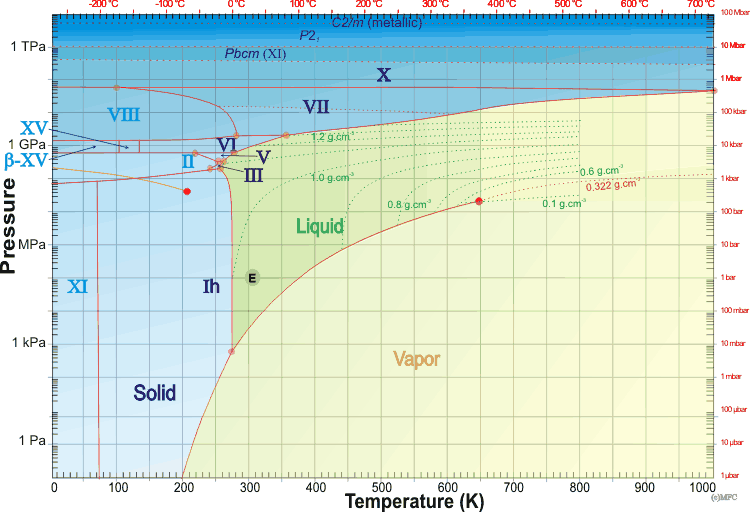 -200°C -100°C 0°C 100°C 200°C 300°C 400°C 500°C 600°C 700°C
100 Mbar
C2/m (metallic)
P2₁
1 TPa
10 Mbar
Pbcm (XI)
X
1 Mbar
VIII
VII
100 kbar
XV
1.2 g.cm⁻³
1 GPa
VI
10 kbar
β-XV
II
V
III
1.0 g.cm⁻³
0.6 g.cm⁻³
1 kbar
0.322 g.cm⁻³
0.8 g.cm⁻³
0.1 g.cm⁻³
100 bar
Liquid
MPa
10 bar
Pressure
E
1 bar
XI
Ih
100 mbar
1 kPa
10 mbar
Vapor
1 mbar
Solid
100 µbar
1 Pa
10 µbar
1 µbar
0 100 200 300 400 500 600 700 800 900 1000
(c)MFC
Temperature (K)